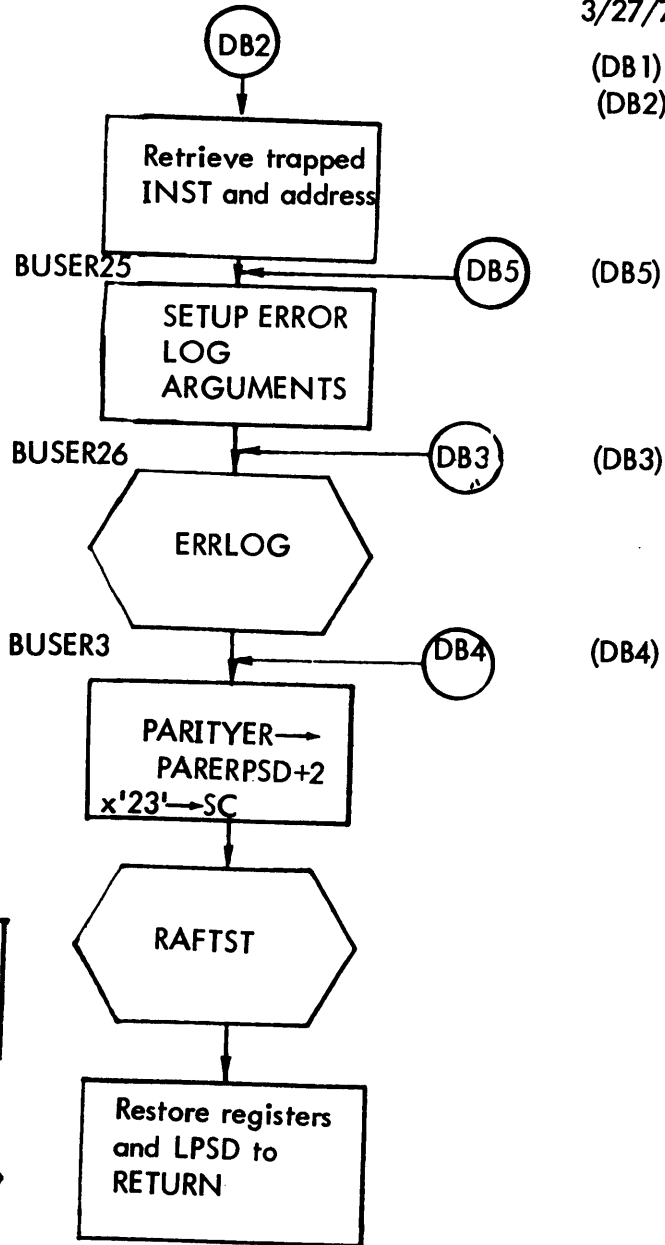 3/27/7
DB2
(DB1)
(DB2)
Retrieve trapped
INST and address
BUSER25
DB5
(DB5)
SETUP ERROR
LOG
ARGUMENTS
BUSER26
DB3
(DB3)
ERRLOG
BUSER3
DB4
(DB4)
PARITYER→
PARERPSD+2
x'23'→SC
RAFTST
Restore registers
and LPSD to
RETURN